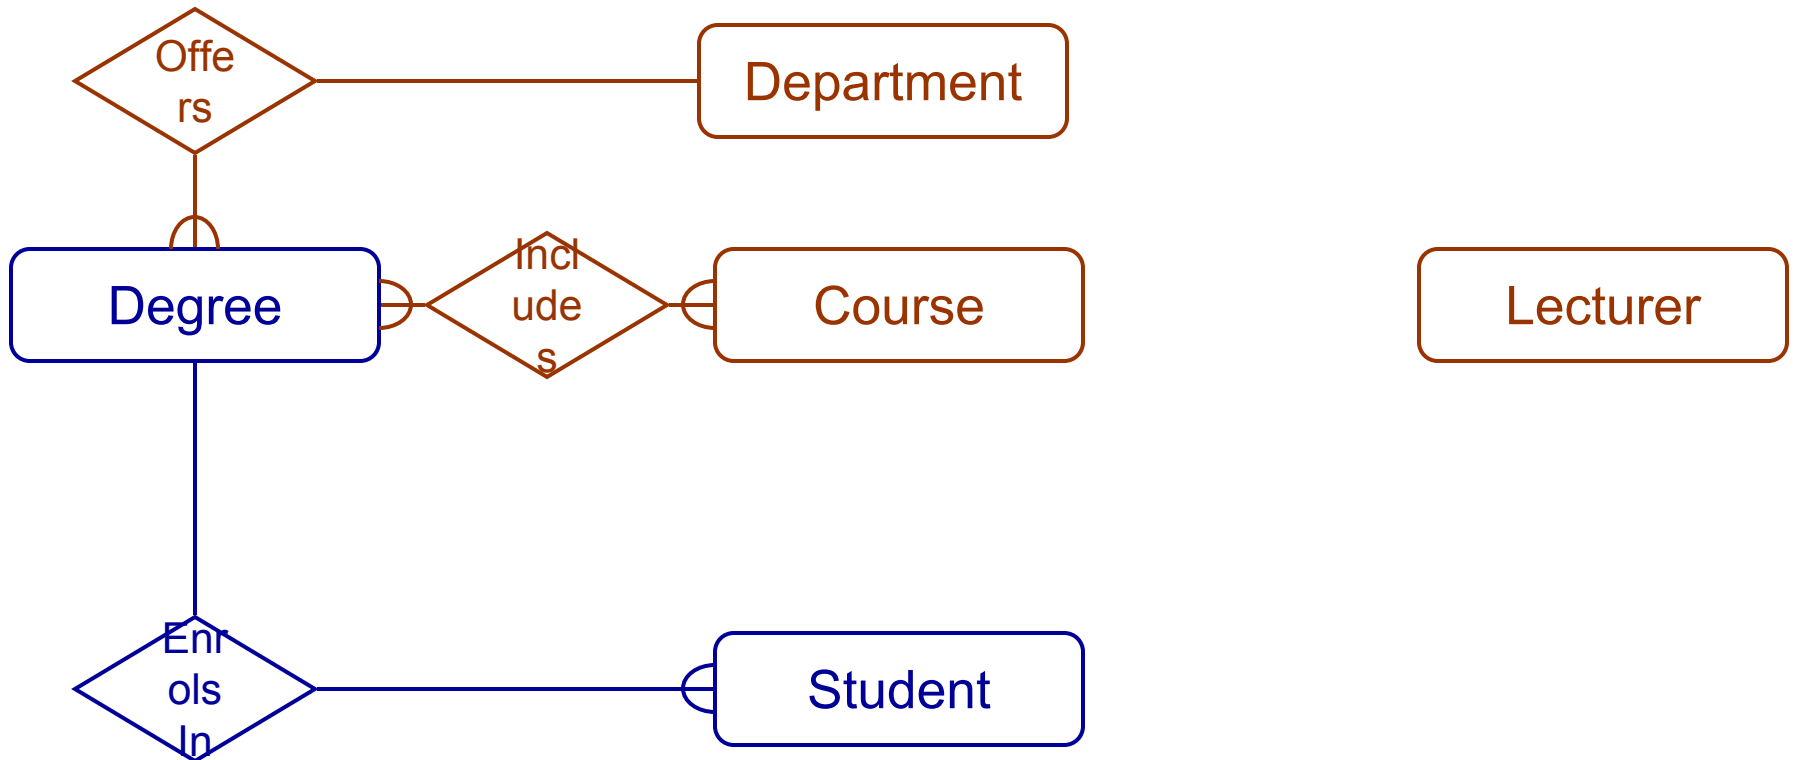 Offe
rs
Department
Degree
Incl
ude
s
Course
Lecturer
Enr
ols
In
Student